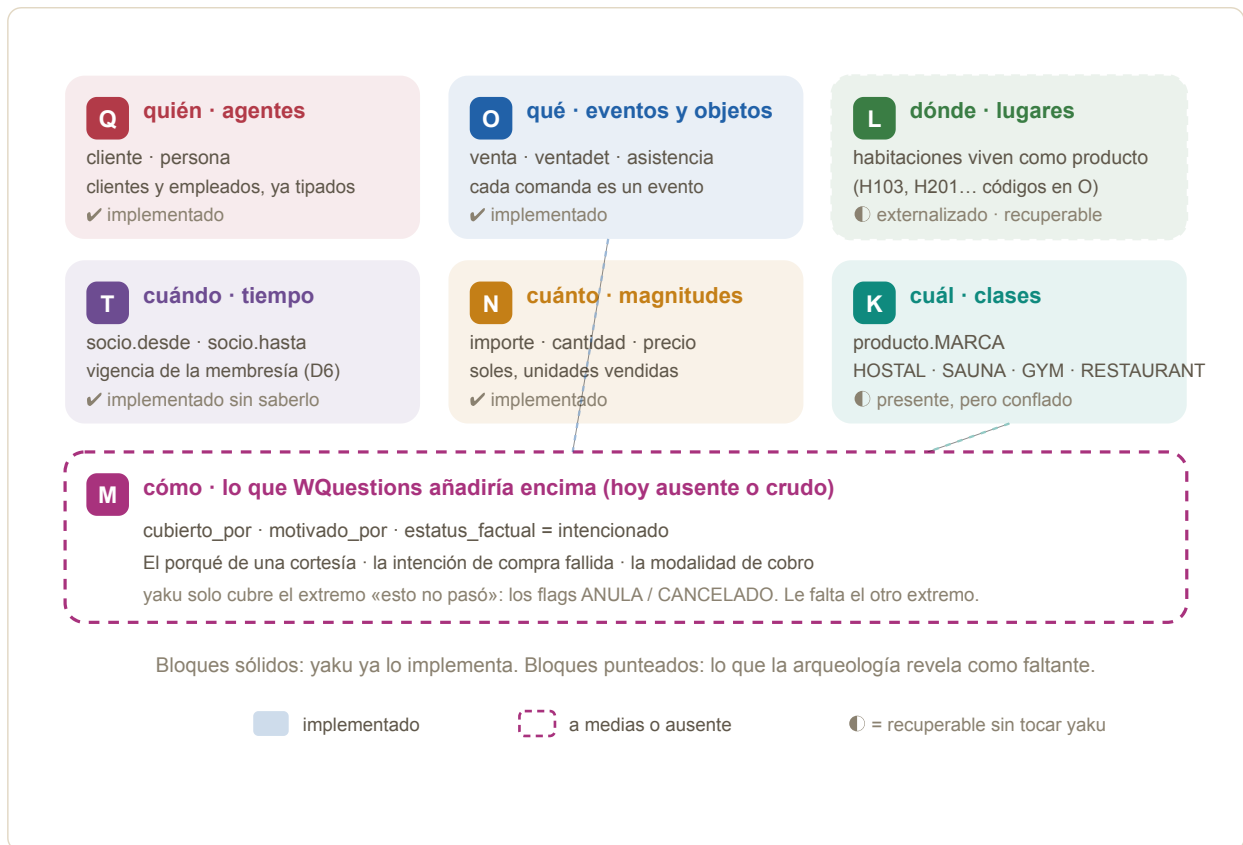 Q quién · agentes
cliente · persona
clientes y empleados, ya tipados
✔ implementado
O qué · eventos y objetos
venta · ventadet · asistencia
cada comanda es un evento
✔ implementado
L dónde · lugares
habitaciones viven como producto
(H103, H201… códigos en O)
◐ externalizado · recuperable
T cuándo · tiempo
socio.desde · socio.hasta
vigencia de la membresía (D6)
✔ implementado sin saberlo
N cuánto · magnitudes
importe · cantidad · precio
soles, unidades vendidas
✔ implementado
K cuál · clases
producto.MARCA
HOSTAL · SAUNA · GYM · RESTAURANT
◐ presente, pero conflado
M cómo · lo que WQuestions añadiría encima (hoy ausente o crudo)
cubierto_por · motivado_por · estatus_factual = intencionado
El porqué de una cortesía · la intención de compra fallida · la modalidad de cobro
yaku solo cubre el extremo «esto no pasó»: los flags ANULA / CANCELADO. Le falta el otro extremo.
Bloques sólidos: yaku ya lo implementa. Bloques punteados: lo que la arqueología revela como faltante.
implementado
a medias o ausente
◐ = recuperable sin tocar yaku